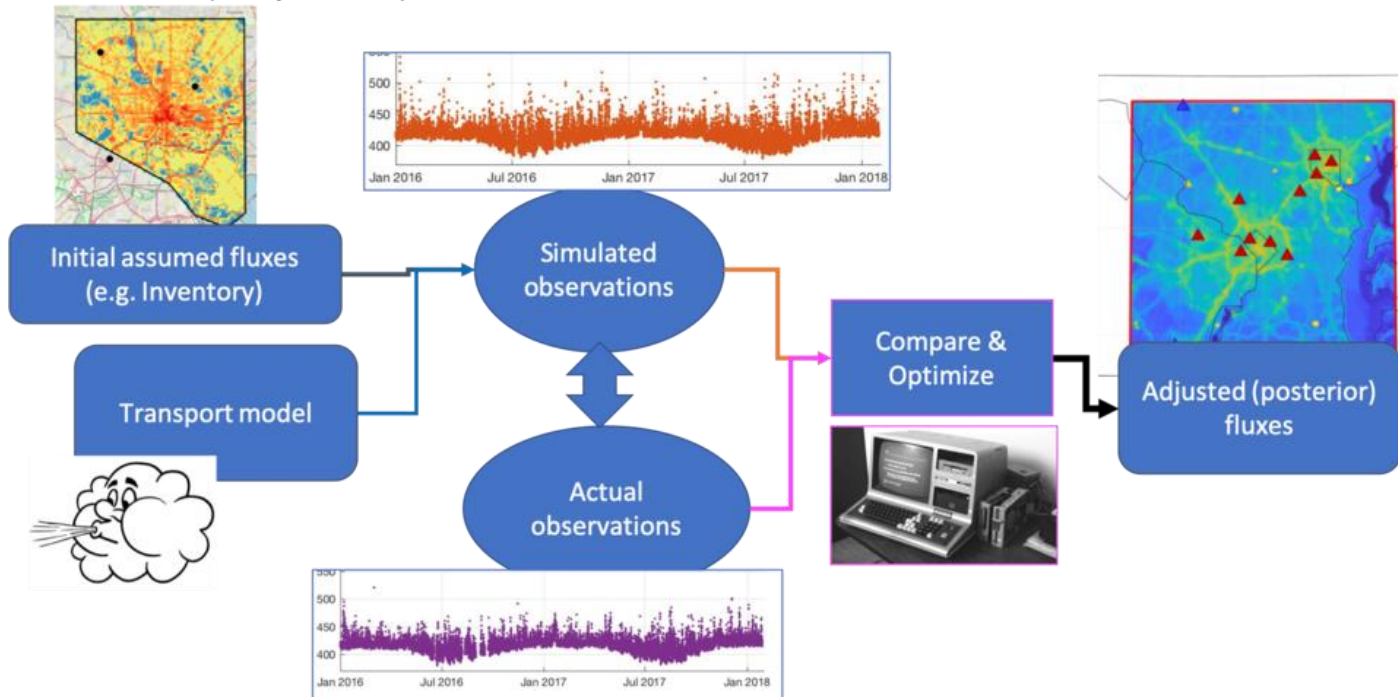 500
450
400
Jan 2016
Jul 2016
Jan 2017
Jul 2017
Jan 2018
Initial assumed fluxes
(e.g. Inventory)
Simulated
observations
Transport model
Compare &
Optimize
Adjusted (posterior)
fluxes
Actual
observations
550
500
450
400
Jan 2016
Jul 2016
Jan 2017
Jul 2017
Jan 2018